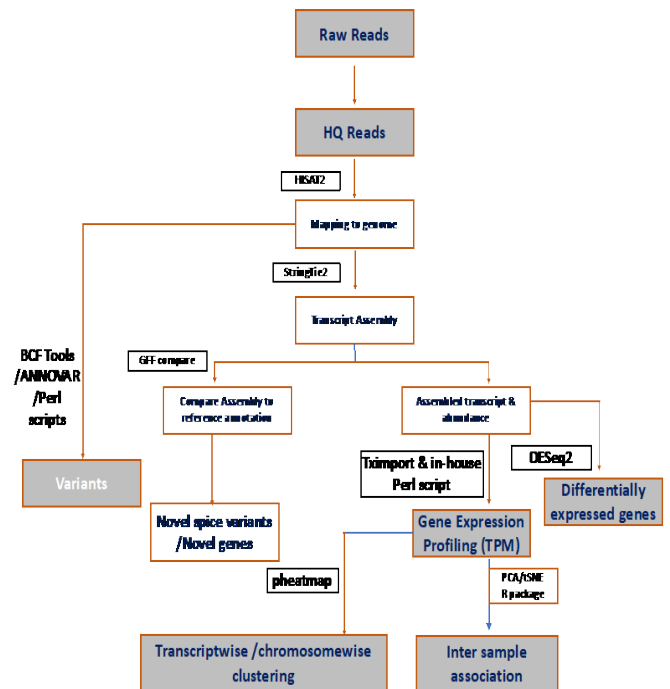 Raw Reads
HQ Reads
HISAT2
Mapping to genome
StringTie2
Transcript Assembly
BCF Tools
/ANNOVAR
/Perl
scripts
GFF compare
Compare Assembly to
reference annotation
Assembled transcript &
abundance
Tximport & in-house
Perl script
DESeq2
Variants
Novel spice variants
/Novel genes
Gene Expression
Profiling (TPM)
Differentially
expressed genes
pheatmap
PCA/tSNE
R package
Transcriptwise /chromosomewise
clustering
Inter sample
association